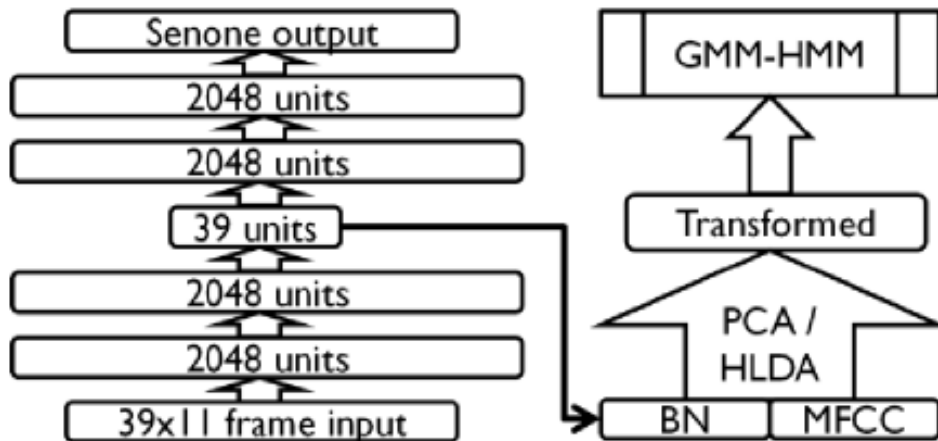 Senone output
2048 units
2048 units
39 units
2048 units
2048 units
39x11 frame input
GMM-HMM
Transformed
PCA /
HLDA
BN
MFCC